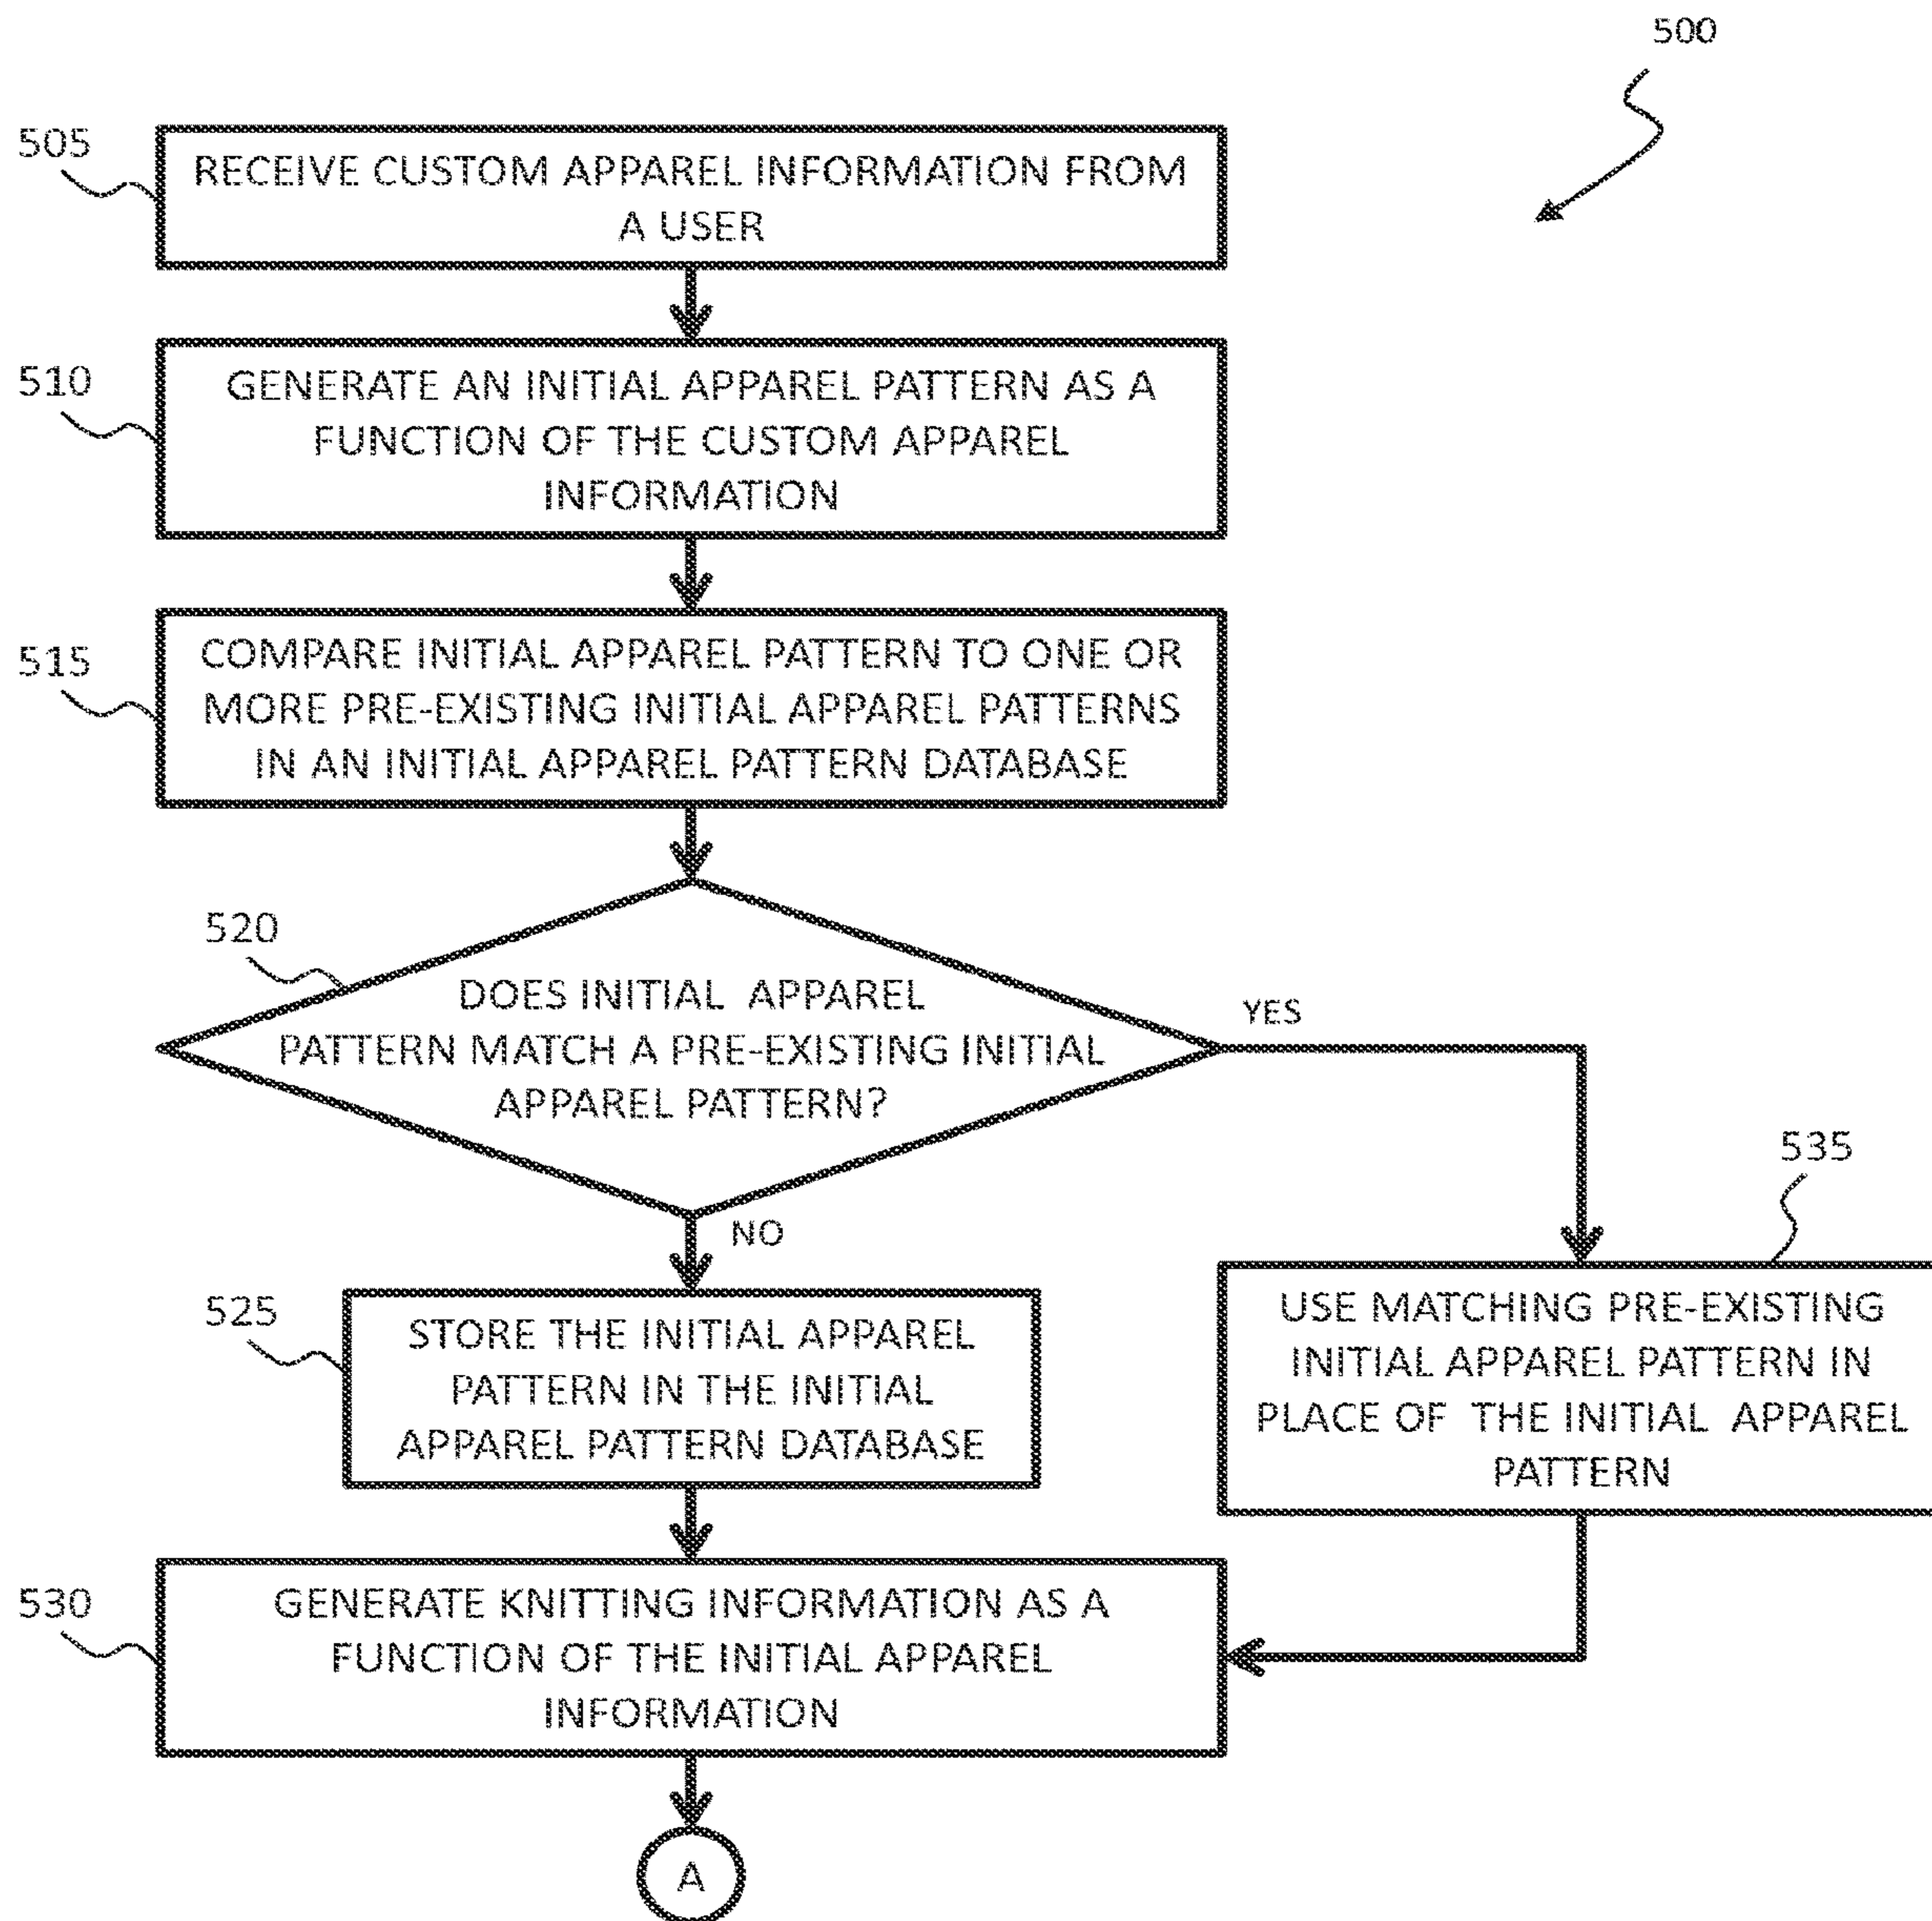 500
505
RECEIVE CUSTOM APPAREL INFORMATION FROM
A USER
510
GENERATE AN INITIAL APPAREL PATTERN AS A
FUNCTION OF THE CUSTOM APPAREL
INFORMATION
515
COMPARE INITIAL APPAREL PATTERN TO ONE OR
MORE PRE-EXISTING INITIAL APPAREL PATTERNS
IN AN INITIAL APPAREL PATTERN DATABASE
520
DOES INITIAL APPAREL
PATTERN MATCH A PRE-EXISTING INITIAL
APPAREL PATTERN?
YES
NO
535
USE MATCHING PRE-EXISTING
INITIAL APPAREL PATTERN IN
PLACE OF THE INITIAL APPAREL
PATTERN
525
STORE THE INITIAL APPAREL
PATTERN IN THE INITIAL
APPAREL PATTERN DATABASE
530
GENERATE KNITTING INFORMATION AS A
FUNCTION OF THE INITIAL APPAREL
INFORMATION
A